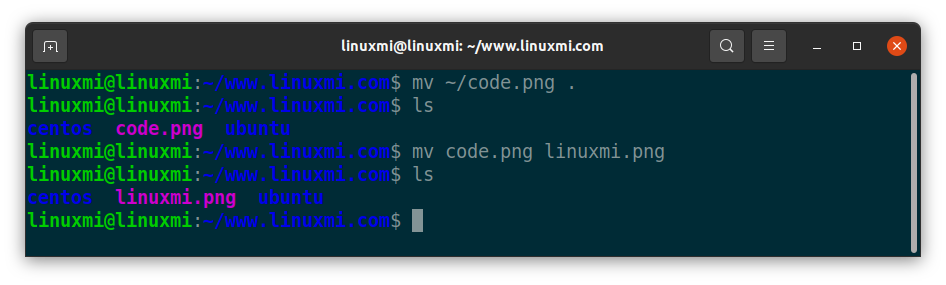 linuxmi@linuxmi: ~/www.linuxmi.com
linuxmi@linuxmi:~/www.linuxmi.com$ mv ~/code.png .
linuxmi@linuxmi:~/www.linuxmi.com$ ls
centos  code.png  ubuntu
linuxmi@linuxmi:~/www.linuxmi.com$ mv code.png linuxmi.png
linuxmi@linuxmi:~/www.linuxmi.com$ ls
centos  linuxmi.png  ubuntu
linuxmi@linuxmi:~/www.linuxmi.com$